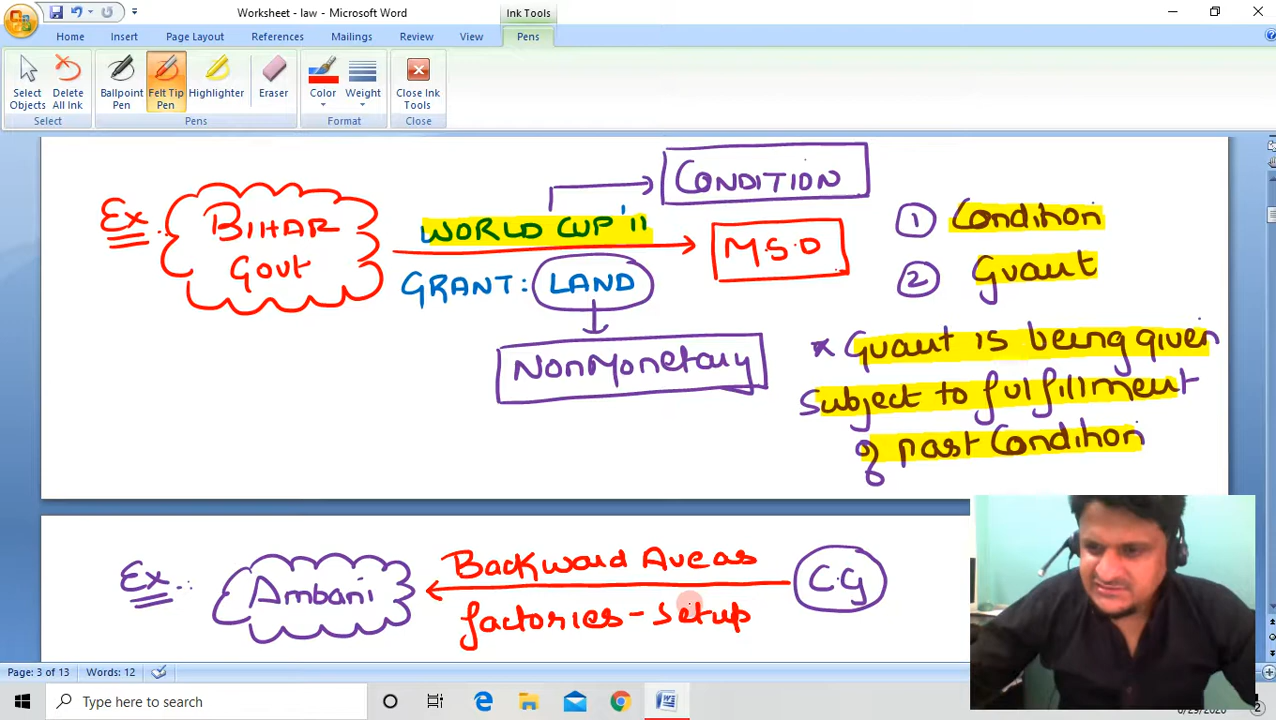 Worksheet - law - Microsoft Word
Ink Tools
Home
Insert
Page Layout
References
Mailings
Review
View
Pens
Select Objects
Delete All Ink
Ballpoint Pen
Felt Tip Pen
Highlighter
Eraser
Color
Weight
Close Ink Tools
Select
Pens
Format
Close
Ex
BIHAR
Govt
WORLD CUP '11
GRANT: LAND
CONDITION
M.S.D
NonMonetary
① Condition
② Grant
* Grant is being given
subject to fulfillment
of past Condition
Ex
Ambani
Backward Areas
factories-setup
C.G
Page: 3 of 13
Words: 12
Type here to search
6/29/2020
2